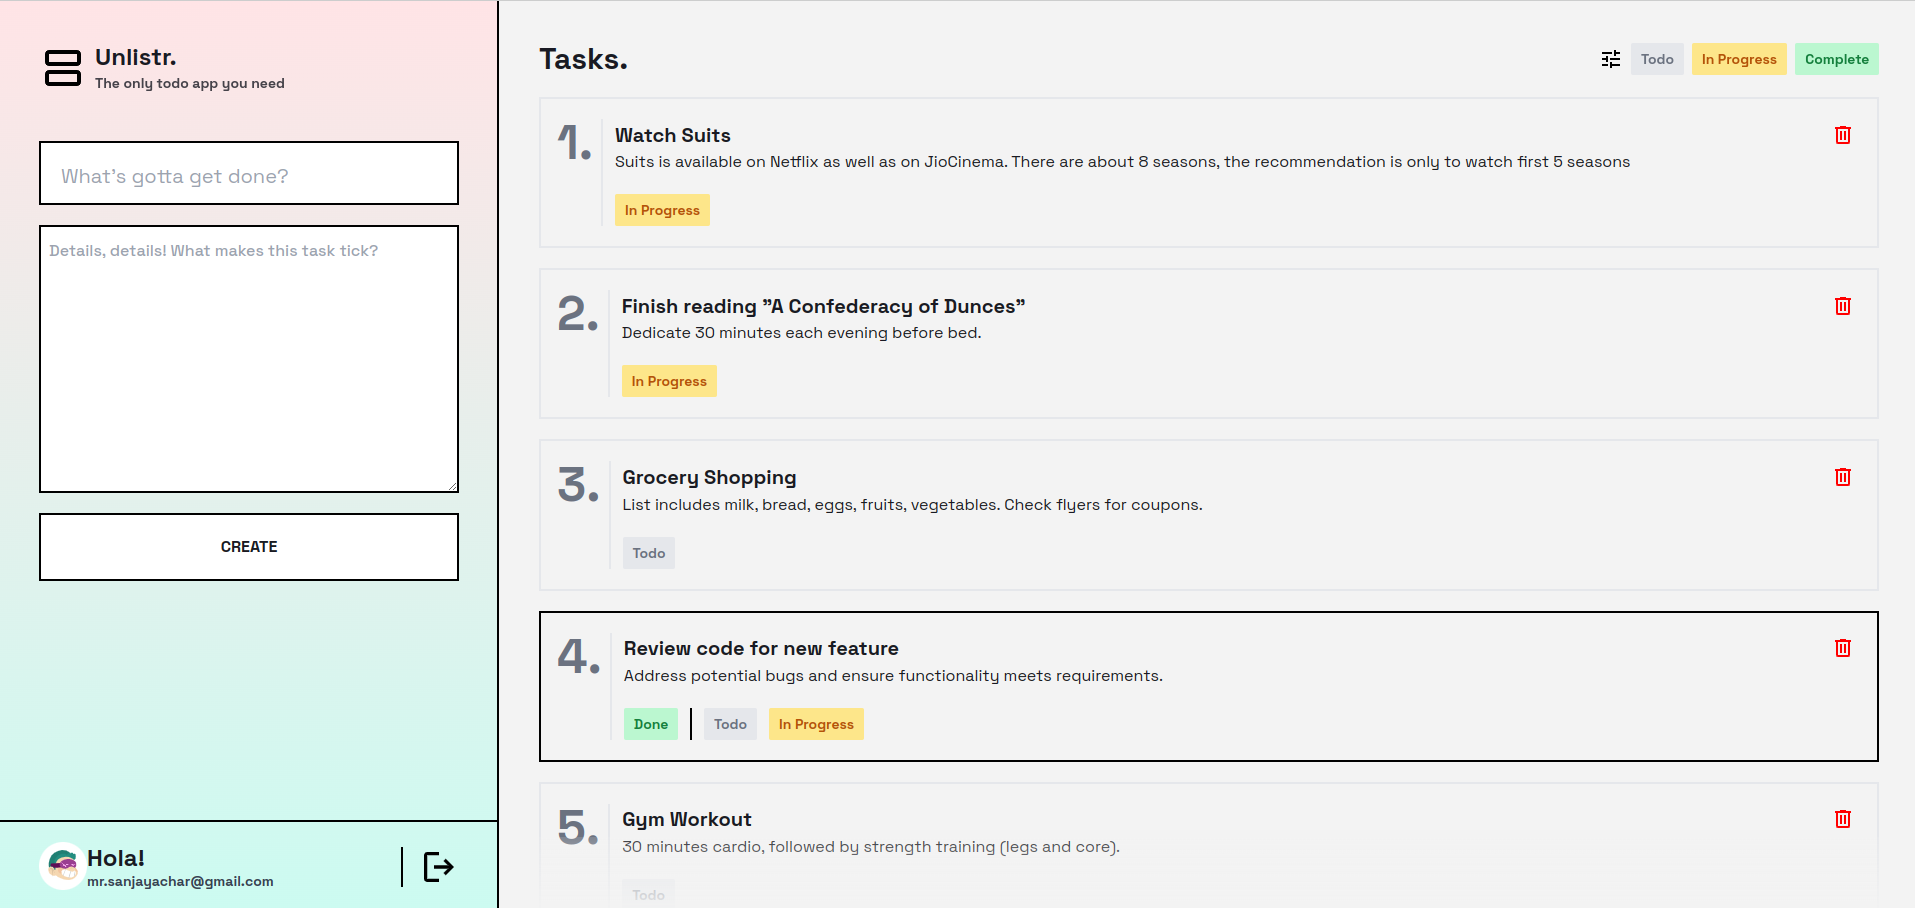 Unlistr.
The only todo app you need
What's gotta get done?
Details, details! What makes this task tick?
CREATE
Hola!
mr.sanjayachar@gmail.com
Tasks.
Todo In Progress Complete
1. Watch Suits
Suits is available on Netflix as well as on JioCinema. There are about 8 seasons, the recommendation is only to watch first 5 seasons
In Progress
2. Finish reading "A Confederacy of Dunces"
Dedicate 30 minutes each evening before bed.
In Progress
3. Grocery Shopping
List includes milk, bread, eggs, fruits, vegetables. Check flyers for coupons.
Todo
4. Review code for new feature
Address potential bugs and ensure functionality meets requirements.
Done Todo In Progress
5. Gym Workout
30 minutes cardio, followed by strength training (legs and core).
Todo